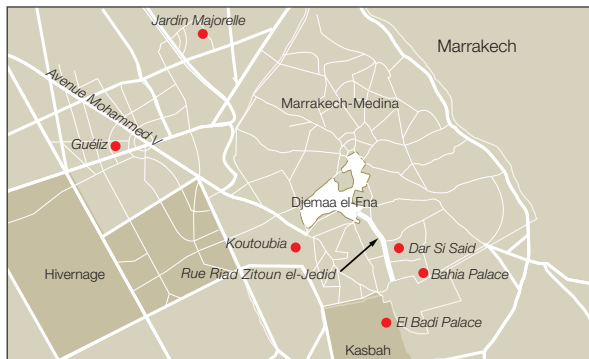 Jardin Majorelle
Marrakech
Avenue Mohammed V
Marrakech-Medina
Guéliz
Djemaa el-Fna
Koutoubia
Dar Si Said
Hivernage
Rue Riad Zitoun el-Jedid
Bahia Palace
El Badi Palace
Kasbah